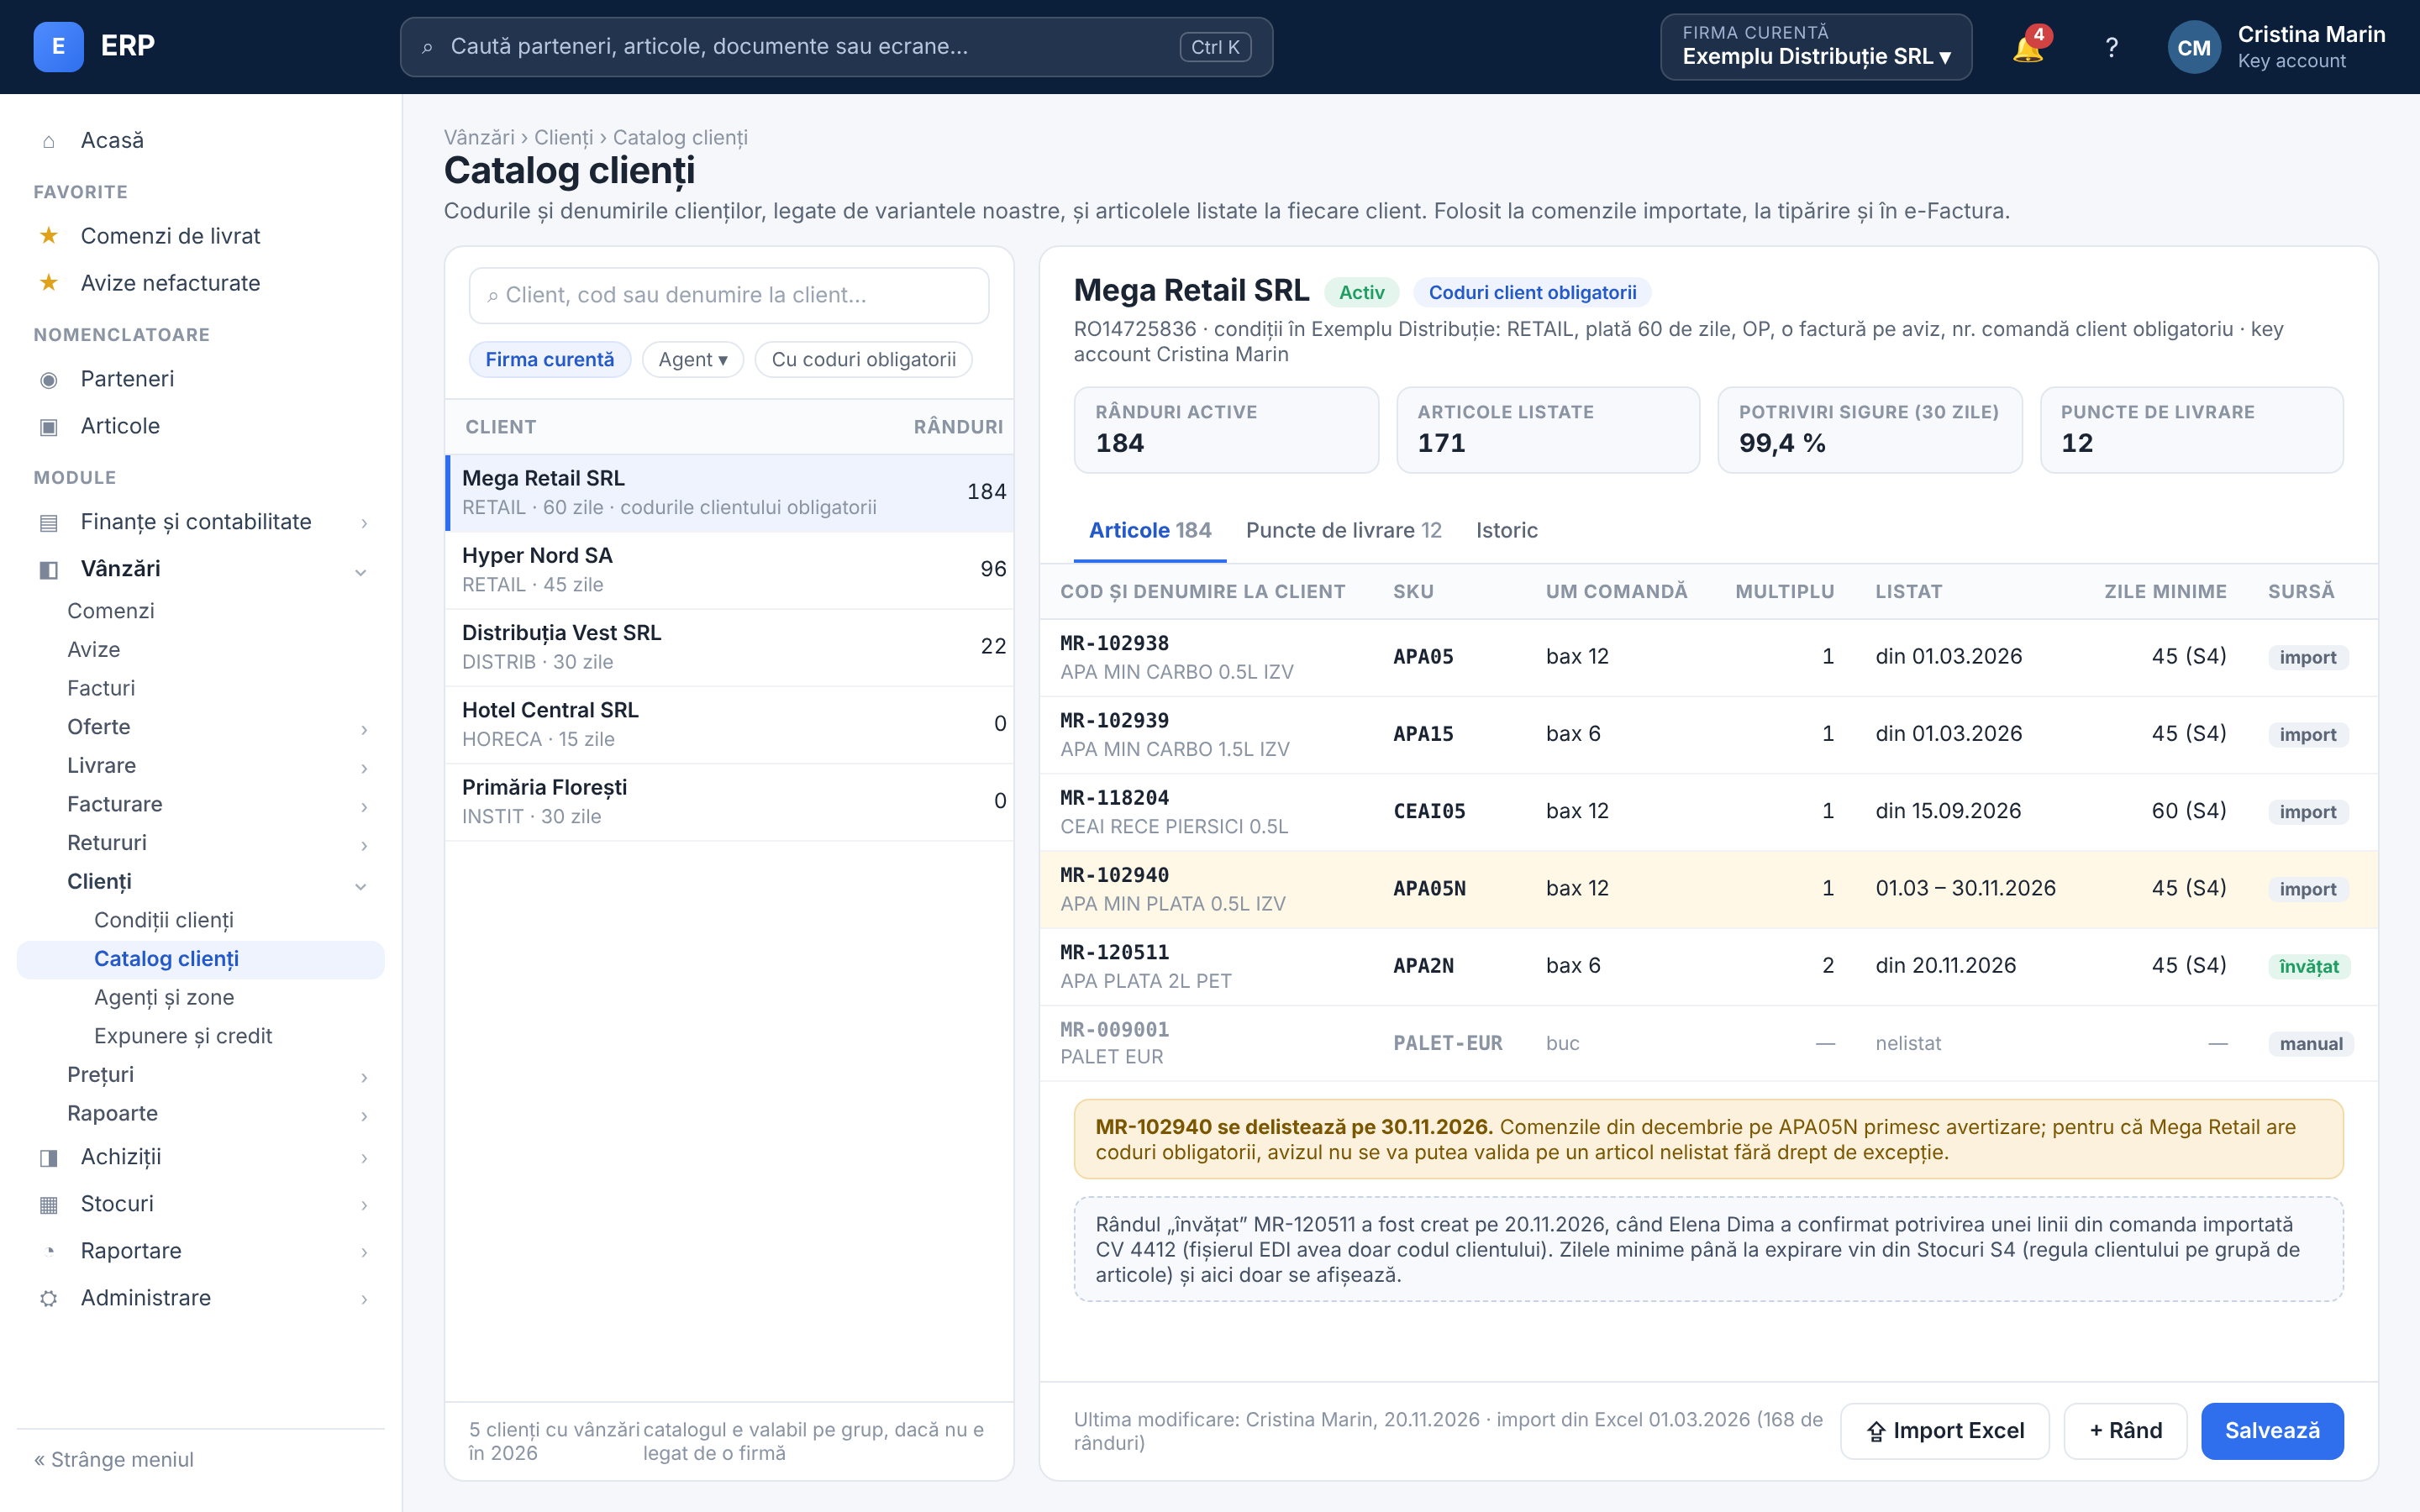 E ERP
Caută parteneri, articole, documente sau ecrane... Ctrl K
FIRMA CURENTĂ
Exemplu Distribuție SRL ▾
4
?
CM
Cristina Marin
Key account
Acasă
FAVORITE
★ Comenzi de livrat
★ Avize nefacturate
NOMENCLATOARE
Parteneri
Articole
MODULE
Finanțe și contabilitate ›
Vânzări
Comenzi
Avize
Facturi
Oferte ›
Livrare ›
Facturare ›
Retururi ›
Clienți
Condiții clienți
Catalog clienți
Agenți și zone
Expunere și credit
Prețuri ›
Rapoarte ›
Achiziții ›
Stocuri ›
Raportare ›
Administrare ›
« Strânge meniul
Vânzări › Clienți › Catalog clienți
Catalog clienți
Codurile și denumirile clienților, legate de variantele noastre, și articolele listate la fiecare client. Folosit la comenzile importate, la tipărire și în e-Factura.
Client, cod sau denumire la client...
Firma curentă Agent ▾ Cu coduri obligatorii
CLIENT RÂNDURI
Mega Retail SRL 184
RETAIL · 60 zile · codurile clientului obligatorii
Hyper Nord SA 96
RETAIL · 45 zile
Distribuția Vest SRL 22
DISTRIB · 30 zile
Hotel Central SRL 0
HORECA · 15 zile
Primăria Florești 0
INSTIT · 30 zile
5 clienți cu vânzări în 2026
catalogul e valabil pe grup, dacă nu e legat de o firmă
Mega Retail SRL Activ Coduri client obligatorii
RO14725836 · condiții în Exemplu Distribuție: RETAIL, plată 60 de zile, OP, o factură pe aviz, nr. comandă client obligatoriu · key
account Cristina Marin
RÂNDURI ACTIVE
184
ARTICOLE LISTATE
171
POTRIVIRI SIGURE (30 ZILE)
99,4 %
PUNCTE DE LIVRARE
12
Articole 184 Puncte de livrare 12 Istoric
COD ȘI DENUMIRE LA CLIENT SKU UM COMANDĂ MULTIPLU LISTAT ZILE MINIME SURSĂ
MR-102938 APA05 bax 12 1 din 01.03.2026 45 (S4) import
APA MIN CARBO 0.5L IZV
MR-102939 APA15 bax 6 1 din 01.03.2026 45 (S4) import
APA MIN CARBO 1.5L IZV
MR-118204 CEAI05 bax 12 1 din 15.09.2026 60 (S4) import
CEAI RECE PIERSICI 0.5L
MR-102940 APA05N bax 12 1 01.03 – 30.11.2026 45 (S4) import
APA MIN PLATA 0.5L IZV
MR-120511 APA2N bax 6 2 din 20.11.2026 45 (S4) învățat
APA PLATA 2L PET
MR-009001 PALET-EUR buc — nelistat — manual
PALET EUR
MR-102940 se delistează pe 30.11.2026. Comenzile din decembrie pe APA05N primesc avertizare; pentru că Mega Retail are
coduri obligatorii, avizul nu se va putea valida pe un articol nelistat fără drept de excepție.
Rândul „învățat” MR-120511 a fost creat pe 20.11.2026, când Elena Dima a confirmat potrivirea unei linii din comanda importată
CV 4412 (fișierul EDI avea doar codul clientului). Zilele minime până la expirare vin din Stocuri S4 (regula clientului pe grupă de
articole) și aici doar se afișează.
Ultima modificare: Cristina Marin, 20.11.2026 · import din Excel 01.03.2026 (168 de
rânduri)
Import Excel + Rând Salvează